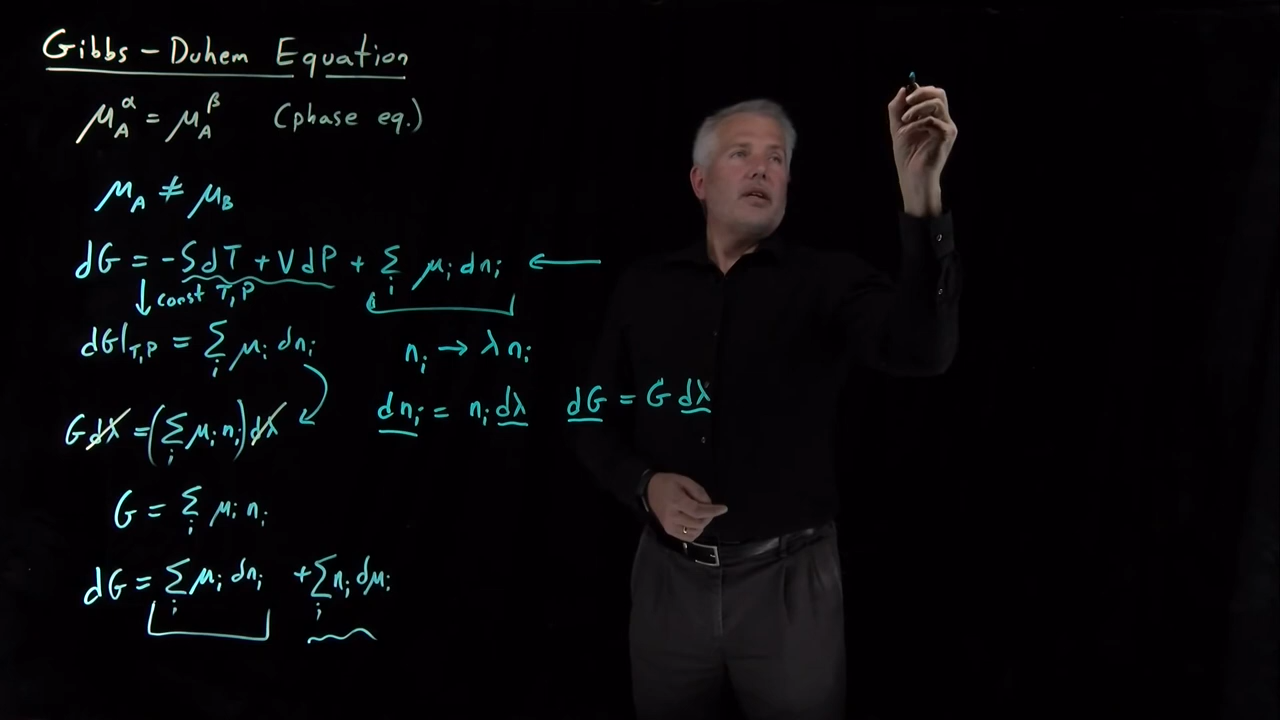 Gibbs - Duhem Equation
μ_A^α = μ_A^β (phase eq.)
μ_A ≠ μ_B
dG = -SdT + VdP + Σ_i μ_i dn_i ←
↓ const T,P
dG|_T,P = Σ_i μ_i dn_i
n_i → λn_i
dn_i = n_i dλ dG = G dλ
G dλ = (Σ_i μ_i n_i) dλ
G = Σ_i μ_i n_i
dG = Σ_i μ_i dn_i + Σ_i n_i dμ_i